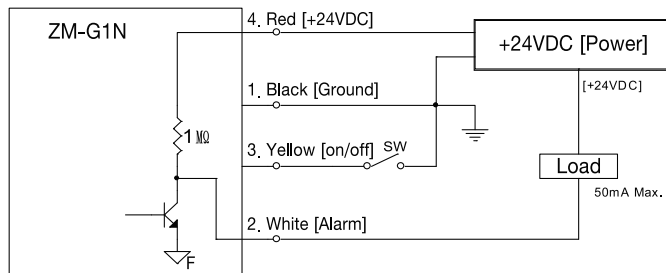 ZM-G1N
4. Red [+24VDC]
+24VDC [Power]
[+24VDC]
1. Black [Ground]
1 MΩ
3. Yellow [on/off]
SW
Load
50mA Max.
2. White [Alarm]
F